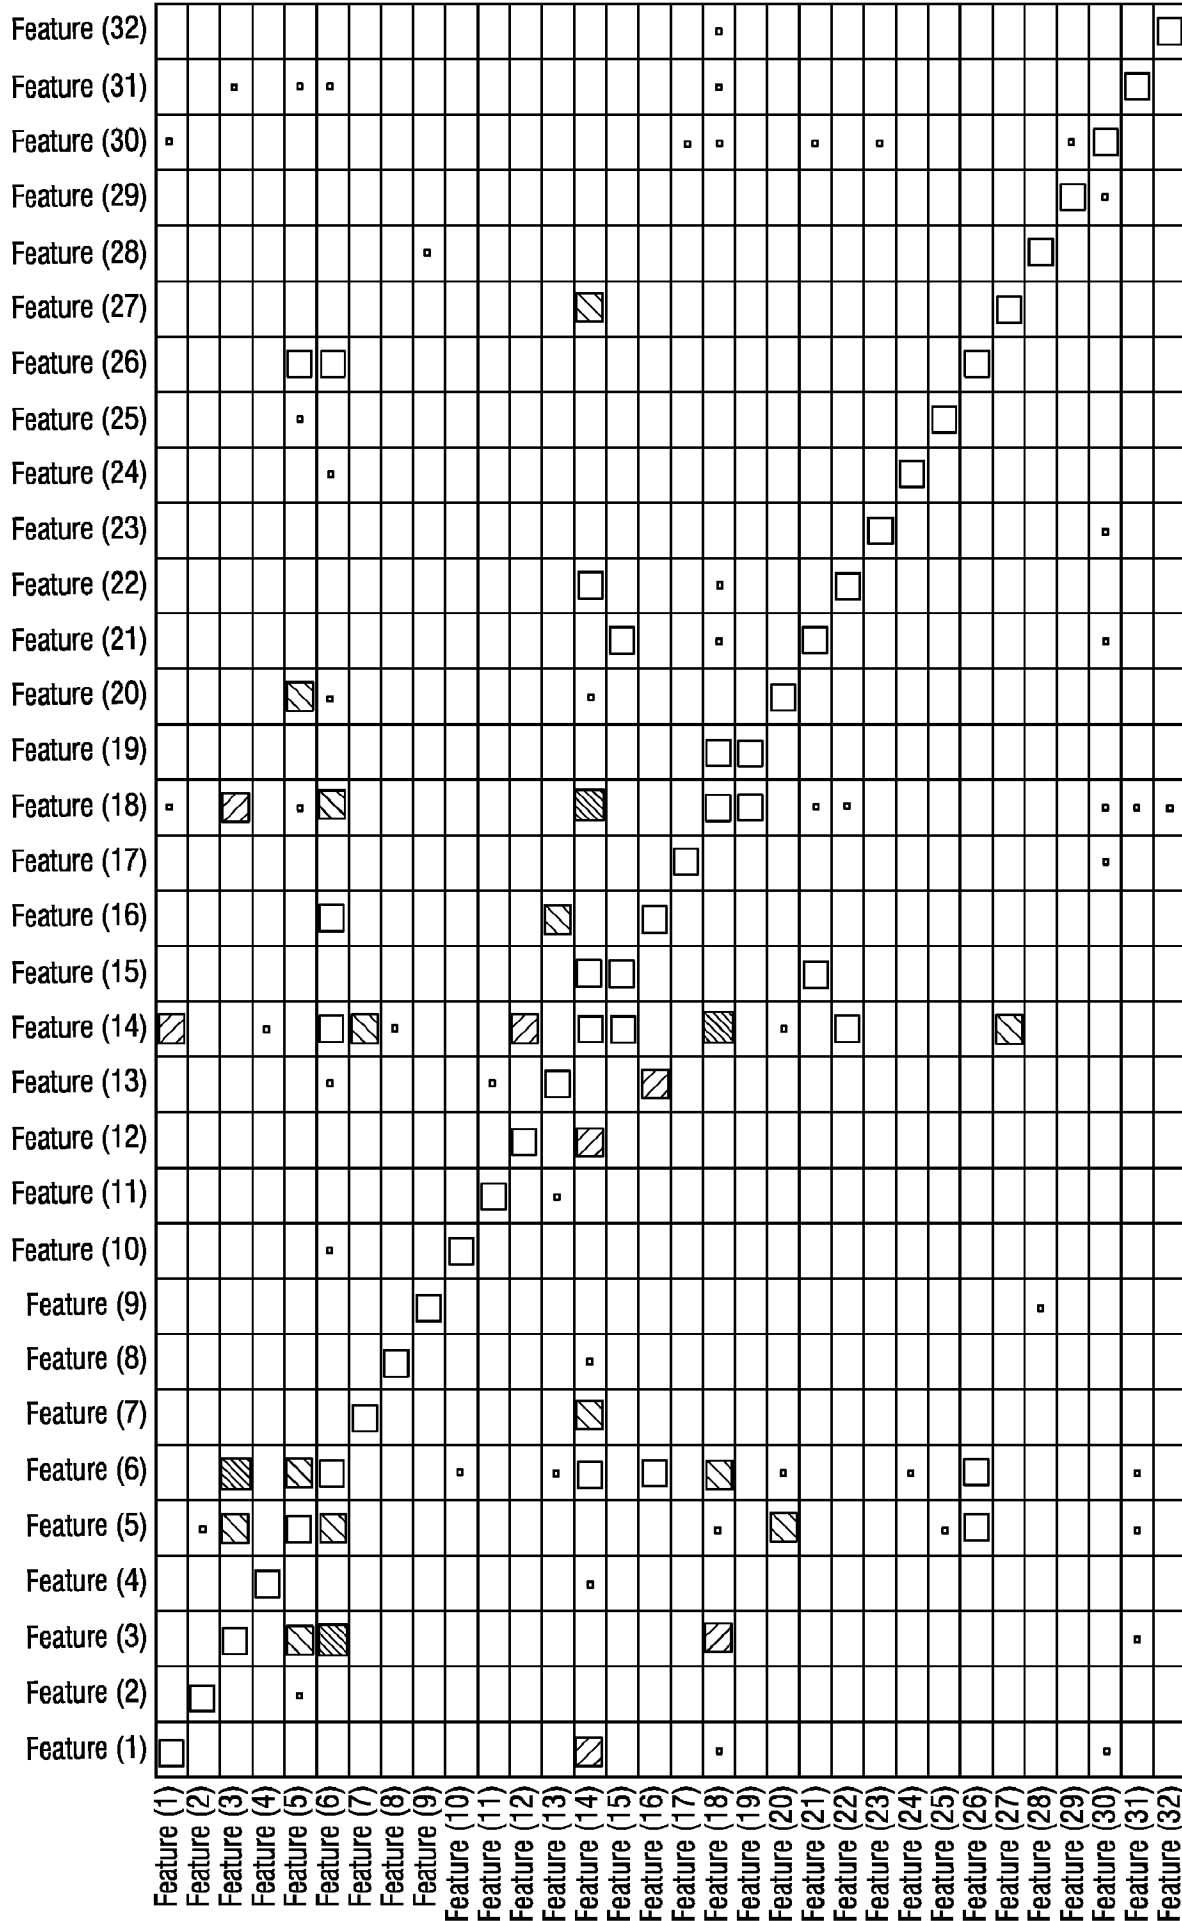 Feature (32)
Feature (31)
Feature (30)
Feature (29)
Feature (28)
Feature (27)
Feature (26)
Feature (25)
Feature (24)
Feature (23)
Feature (22)
Feature (21)
Feature (20)
Feature (19)
Feature (18)
Feature (17)
Feature (16)
Feature (15)
Feature (14)
Feature (13)
Feature (12)
Feature (11)
Feature (10)
Feature (9)
Feature (8)
Feature (7)
Feature (6)
Feature (5)
Feature (4)
Feature (3)
Feature (2)
Feature (1)
Feature (1)
Feature (2)
Feature (3)
Feature (4)
Feature (5)
Feature (6)
Feature (7)
Feature (8)
Feature (9)
Feature (10)
Feature (11)
Feature (12)
Feature (13)
Feature (14)
Feature (15)
Feature (16)
Feature (17)
Feature (18)
Feature (19)
Feature (20)
Feature (21)
Feature (22)
Feature (23)
Feature (24)
Feature (25)
Feature (26)
Feature (27)
Feature (28)
Feature (29)
Feature (30)
Feature (31)
Feature (32)